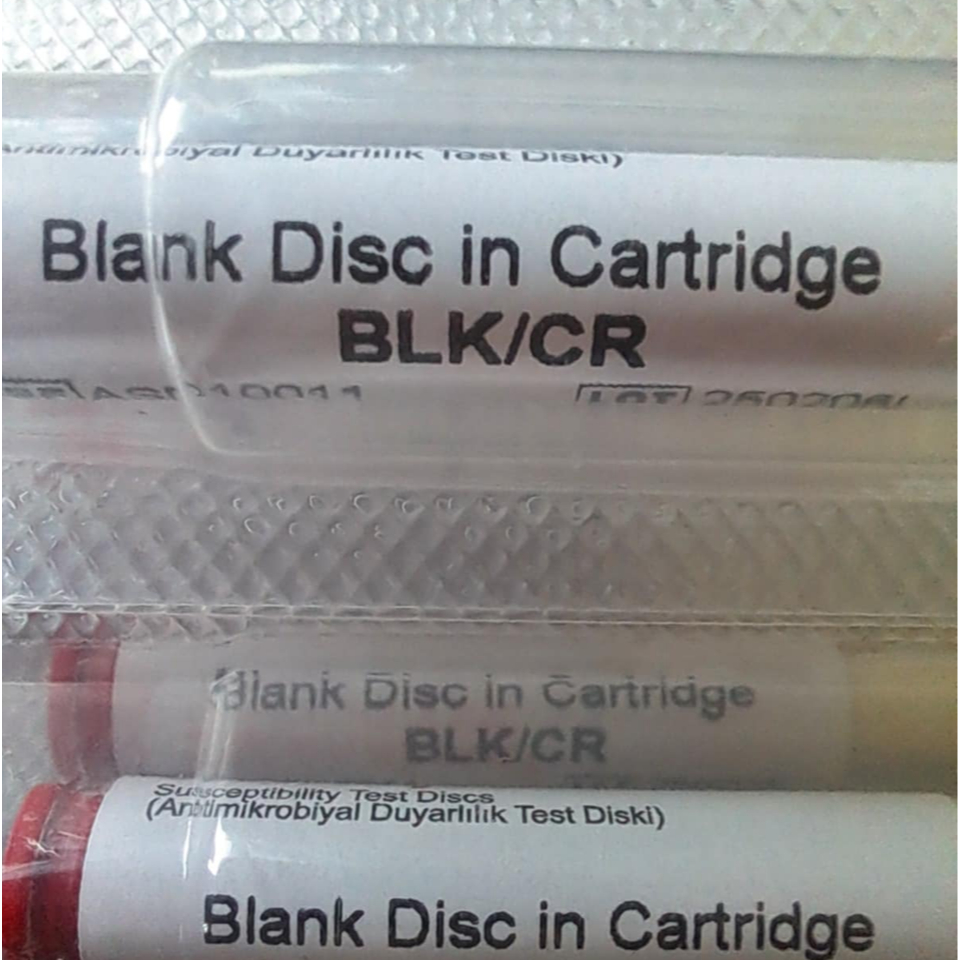 (Antimikrobiyal Duyarlılık Test Diski)
Blank Disc in Cartridge
BLK/CR
LOT
Blank Disc in Cartridge
BLK/CR
Susceptibility Test Discs
(Antimikrobiyal Duyarlılık Test Diski)
Blank Disc in Cartridge